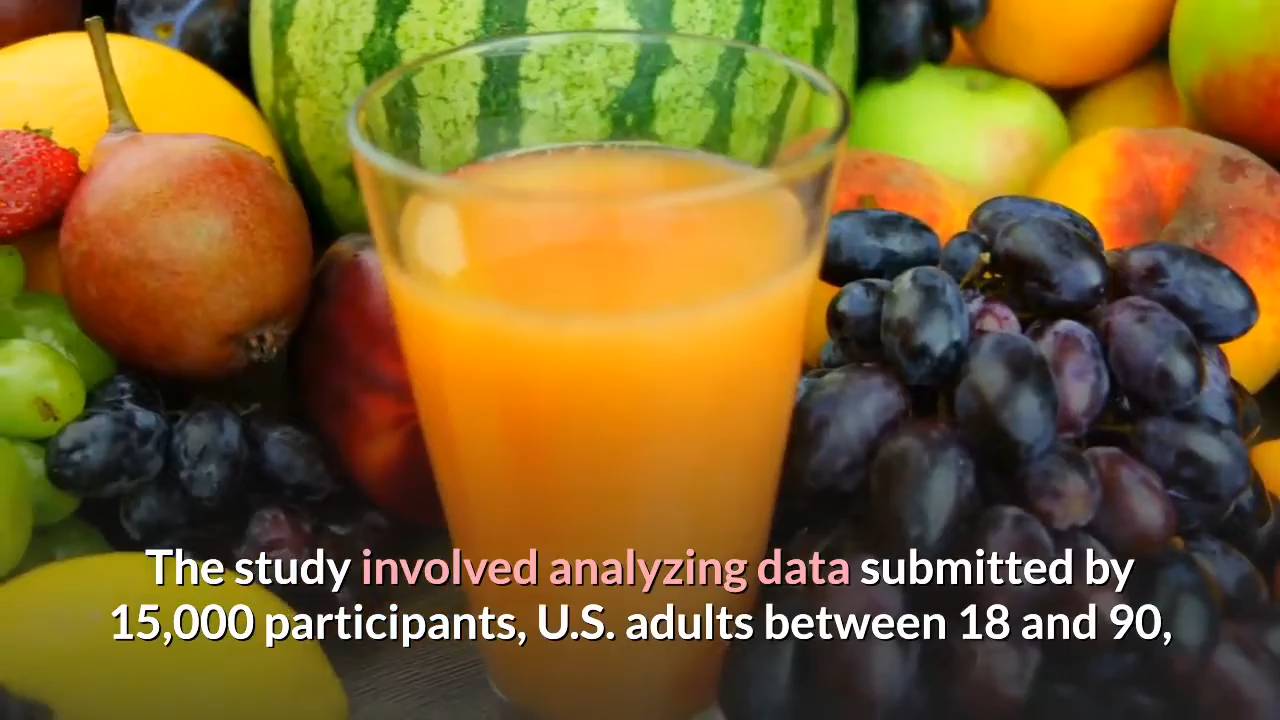 The study involved analyzing data submitted by
15,000 participants, U.S. adults between 18 and 90,